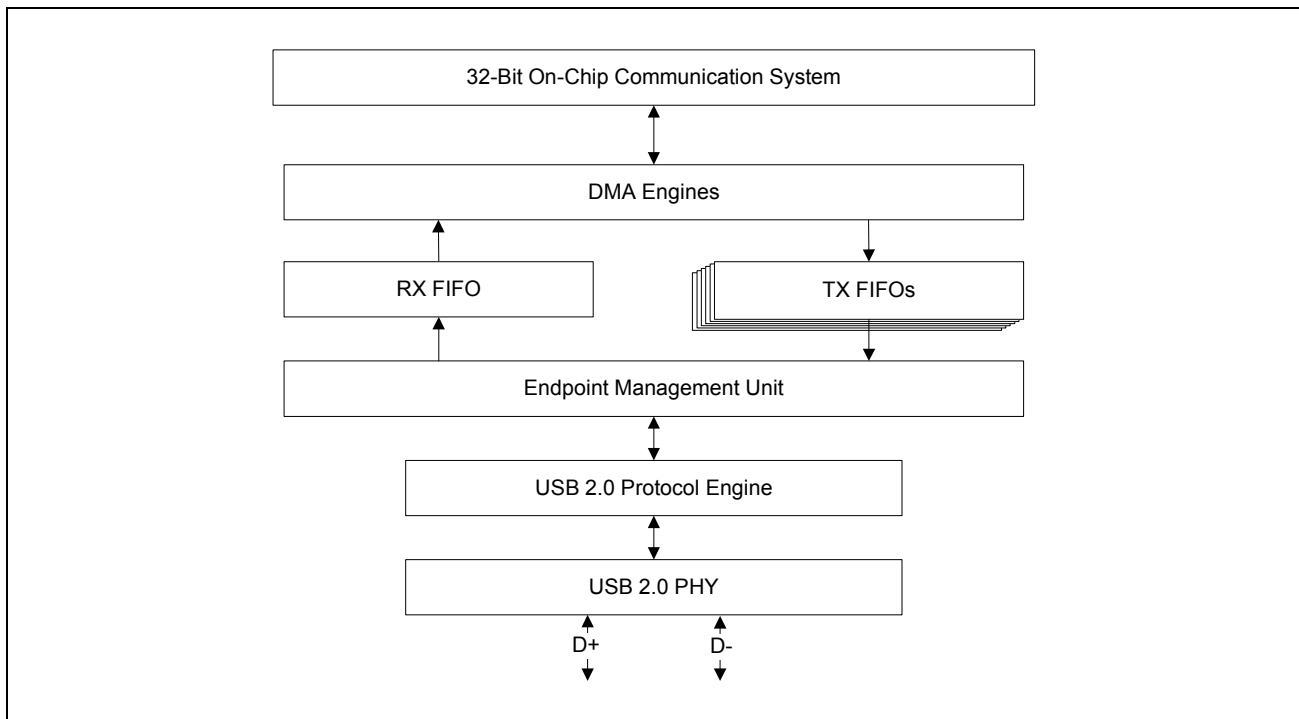 32-Bit On-Chip Communication System
DMA Engines
RX FIFO
TX FIFOs
Endpoint Management Unit
USB 2.0 Protocol Engine
USB 2.0 PHY
D+
D-